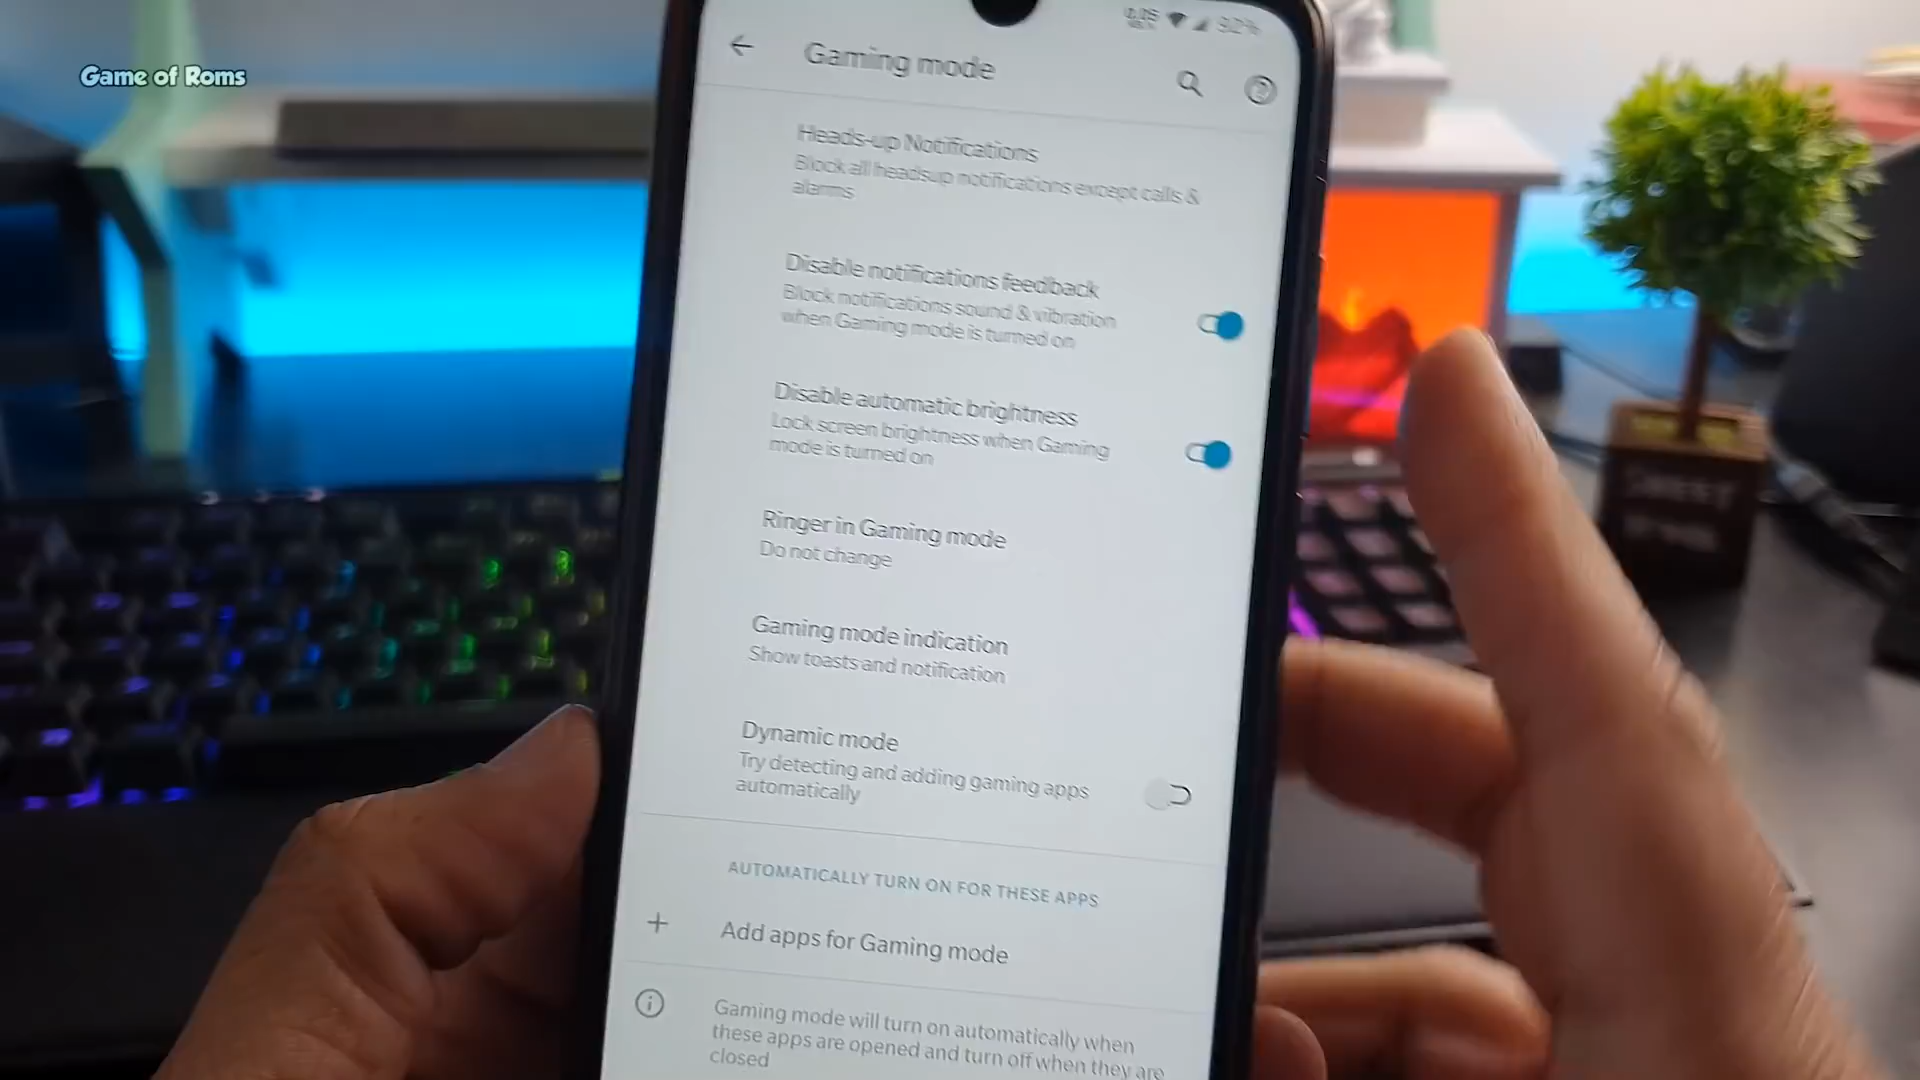 Game of Roms
92%
Gaming mode
Heads-up Notifications
Block all headsup notifications except calls &
alarms
Disable notifications feedback
Block notifications sound & vibration
when Gaming mode is turned on
Disable automatic brightness
Lock screen brightness when Gaming
mode is turned on
Ringer in Gaming mode
Do not change
Gaming mode indication
Show toasts and notification
Dynamic mode
Try detecting and adding gaming apps
automatically
AUTOMATICALLY TURN ON FOR THESE APPS
Add apps for Gaming mode
Gaming mode will turn on automatically when
these apps are opened and turn off when they are
closed